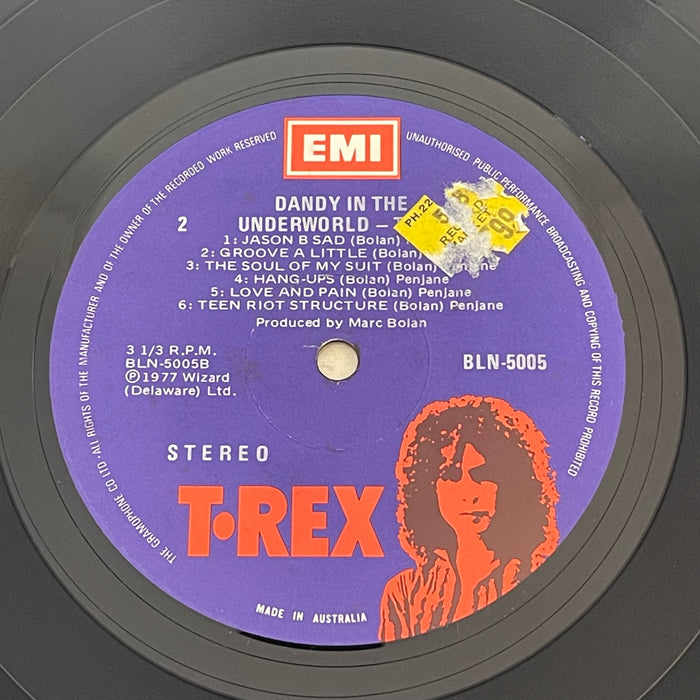 EMI
DANDY IN THE
2 UNDERWORLD – T
1: JASON B SAD (Bolan)
2: GROOVE A LITTLE (Bolan)
3: THE SOUL OF MY SUIT (Bolan) Penjane
4: HANG-UPS (Bolan) Penjane
5: LOVE AND PAIN (Bolan) Penjane
6: TEEN RIOT STRUCTURE (Bolan) Penjane
Produced by Marc Bolan
PH.22
3 1/3 R.P.M.
BLN-5005B
Ⓟ1977 Wizard
(Delaware) Ltd.
BLN-5005
STEREO
T·REX
MADE IN AUSTRALIA
THE GRAMOPHONE CO LTD·ALL RIGHTS OF THE MANUFACTURER AND OF THE OWNER OF THE RECORDED WORK RESERVED
UNAUTHORISED PUBLIC PERFORMANCE BROADCASTING AND COPYING OF THIS RECORD PROHIBITED